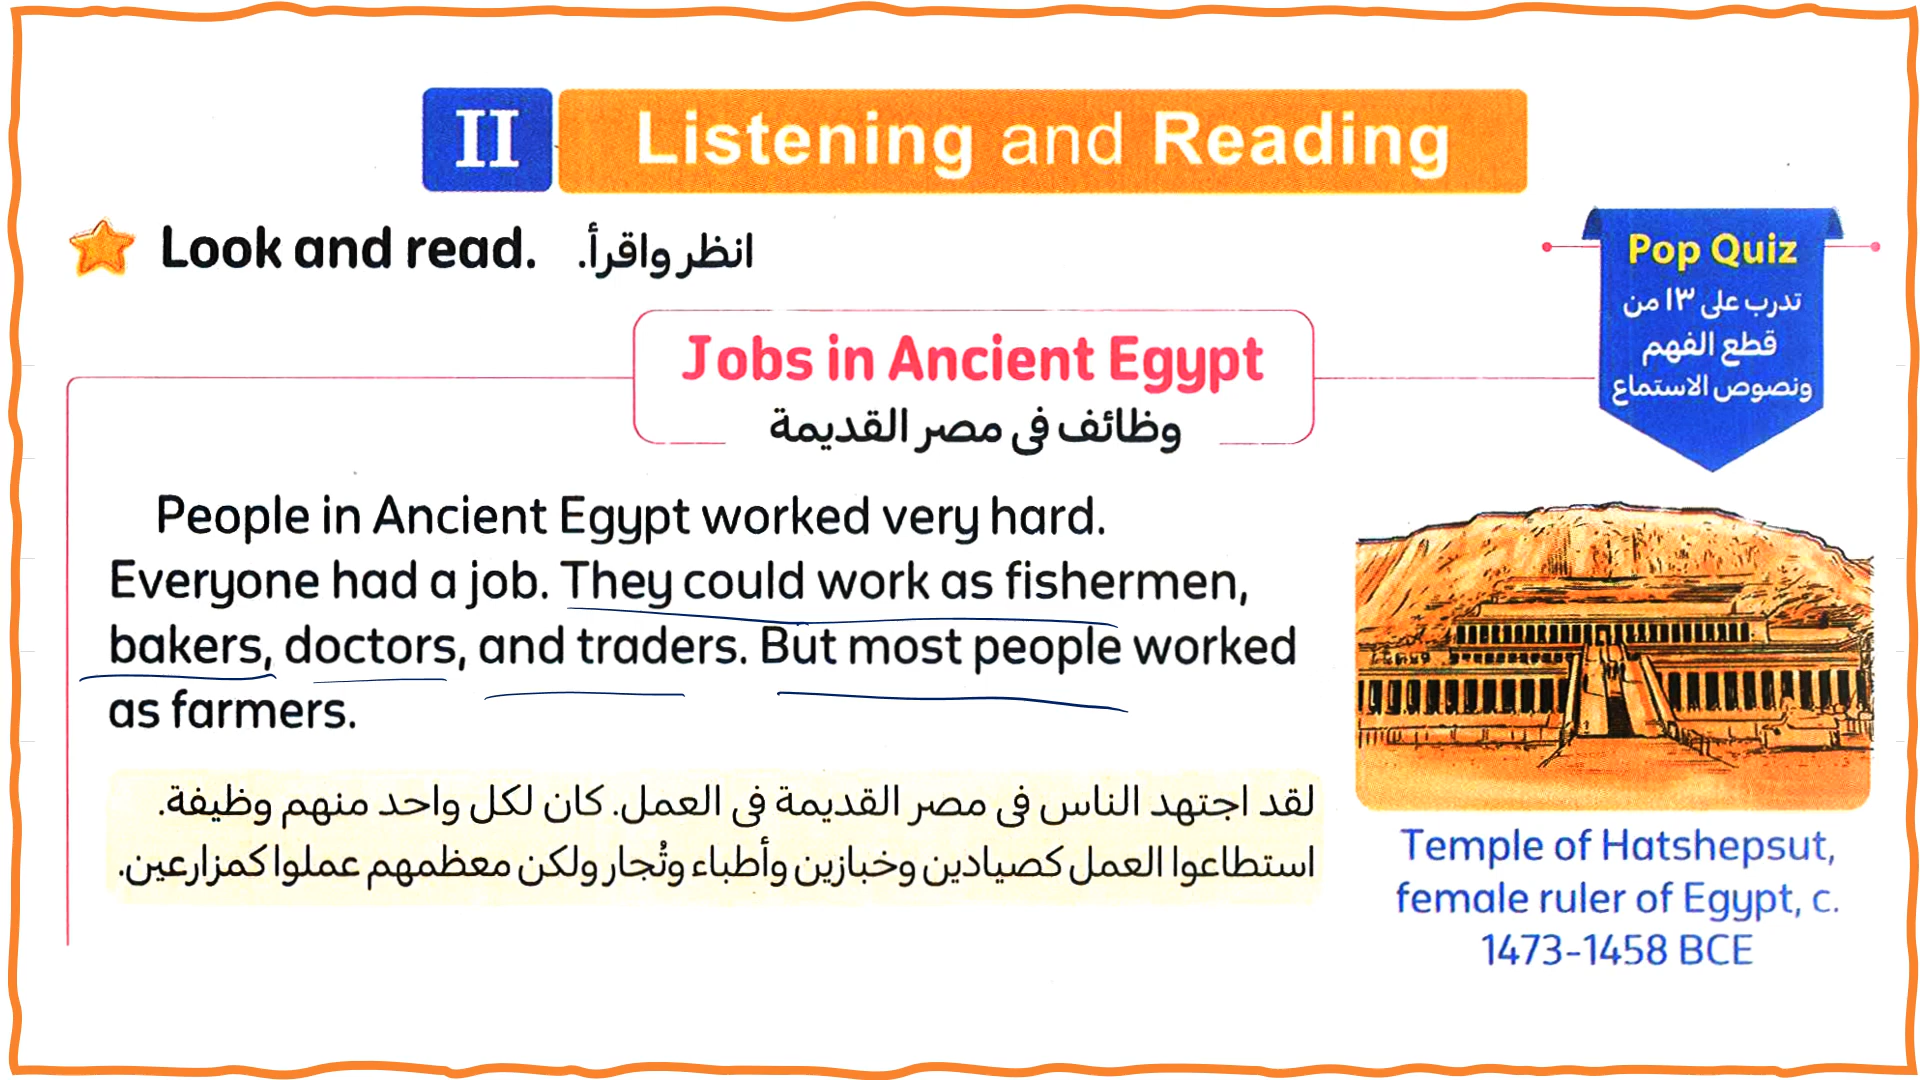 II Listening and Reading
Look and read. انظر واقرأ.
Pop Quiz
تدرب على ١٣ من
قطع الفهم
ونصوص الاستماع
Jobs in Ancient Egypt
وظائف فى مصر القديمة
People in Ancient Egypt worked very hard.
Everyone had a job. They could work as fishermen,
bakers, doctors, and traders. But most people worked
as farmers.
لقد اجتهد الناس فى مصر القديمة فى العمل. كان لكل واحد منهم وظيفة.
استطاعوا العمل كصيادين وخبازين وأطباء وتُجار ولكن معظمهم عملوا كمزارعين.
Temple of Hatshepsut,
female ruler of Egypt, c.
1473-1458 BCE